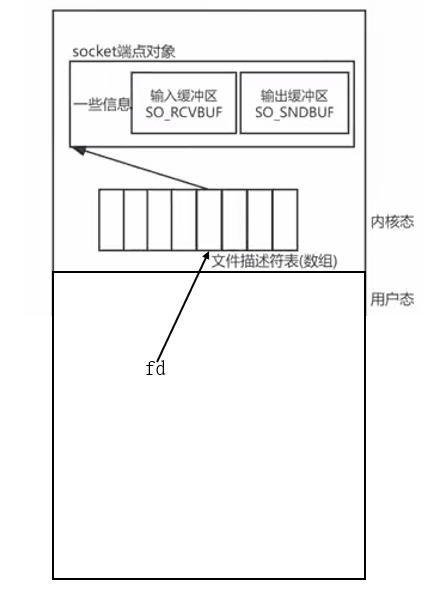 socket端点对象
一些信息
输入缓冲区
SO_RCVBUF
输出缓冲区
SO_SNDBUF
内核态
文件描述符表(数组)
用户态
fd